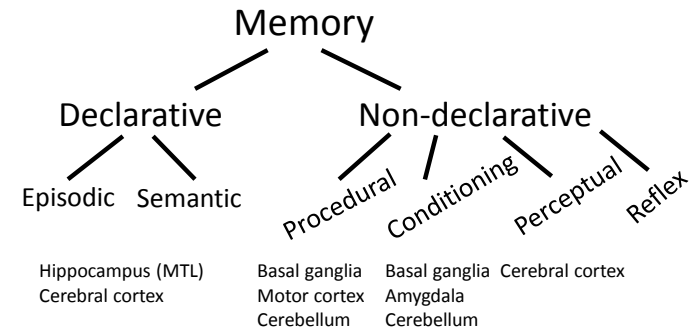 Memory
Declarative Non-declarative
Episodic Semantic Procedural Conditioning Perceptual Reflex
Hippocampus (MTL) Basal ganglia Basal ganglia Cerebral cortex
Cerebral cortex Motor cortex Amygdala
Cerebellum Cerebellum